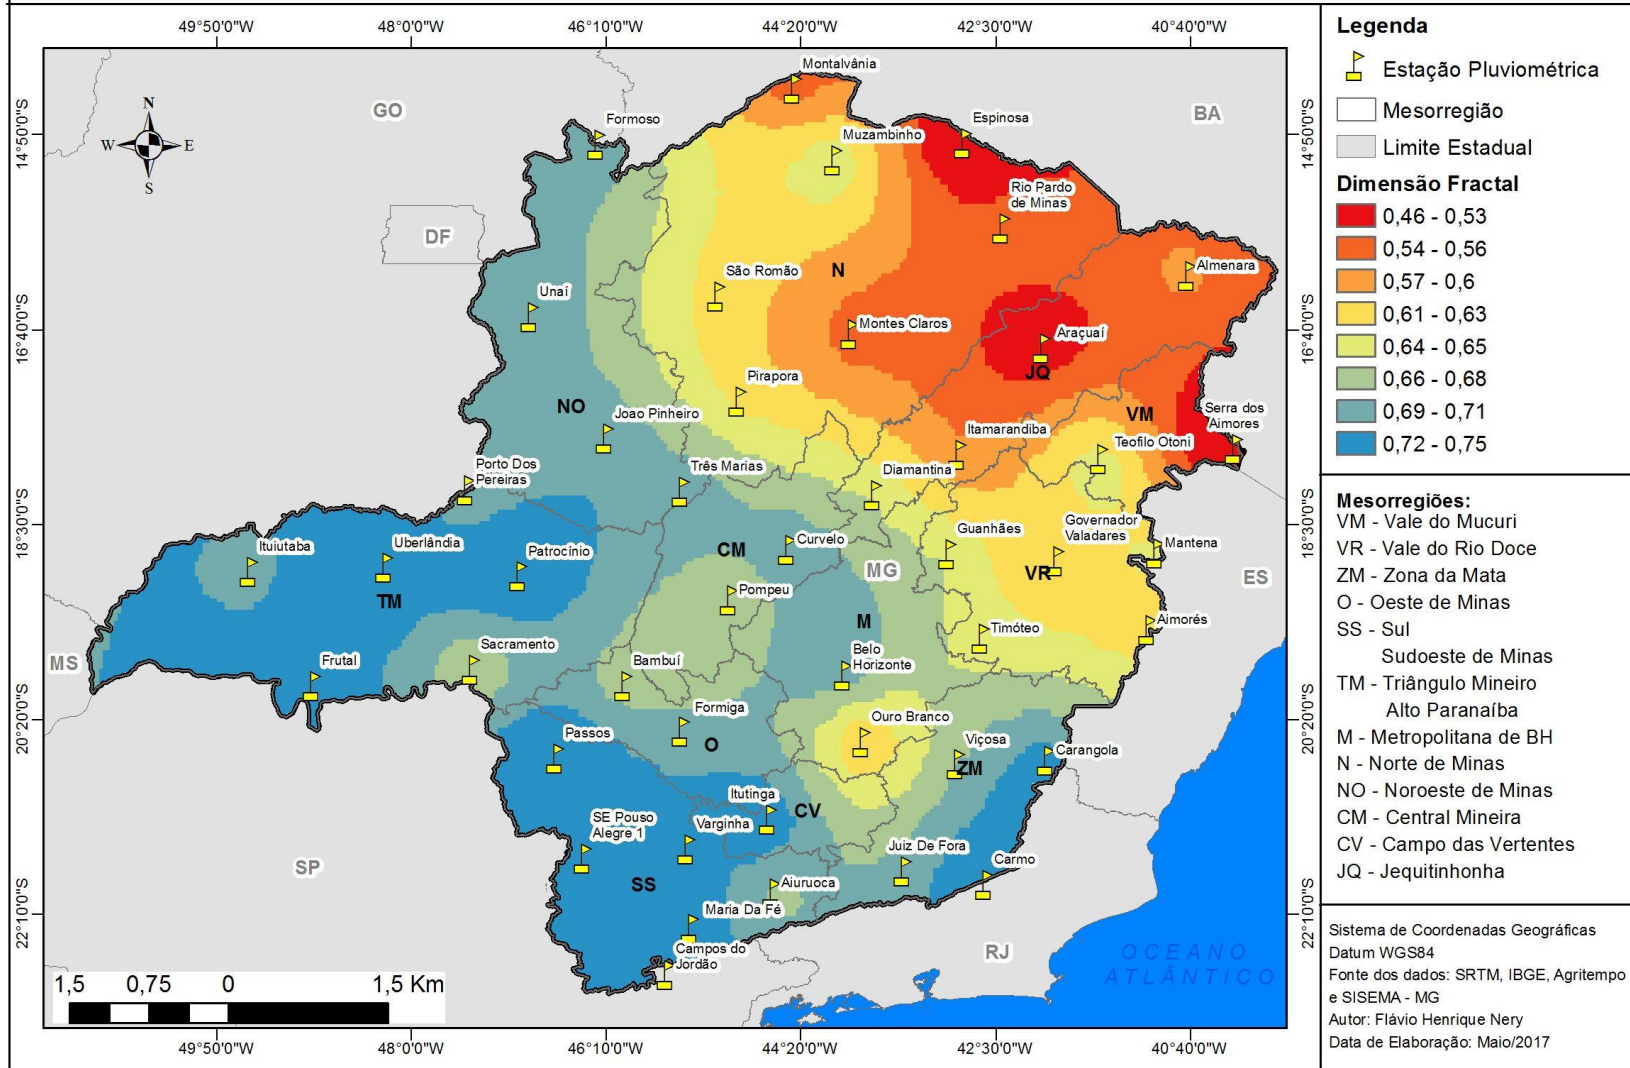 49°50'0"W
48°0'0"W
46°10'0"W
44°20'0"W
42°30'0"W
40°40'0"W
14°50'0"S
16°40'0"S
18°30'0"S
20°20'0"S
22°10'0"S
14°50'0"S
16°40'0"S
18°30'0"S
20°20'0"S
22°10'0"S
N
W
E
S
GO
BA
DF
MS
SP
RJ
ES
MG
Montalvânia
Formoso
Espinosa
Muzambinho
Rio Pardo
de Minas
Almenara
São Romão
N
Unaí
Montes Claros
Araçuaí
JQ
Pirapora
NO
VM
Joao Pinheiro
Serra dos
Aimores
Itamarandiba
Teofilo Otoni
Porto Dos
Pereiras
Três Marias
Diamantina
Governador
Valadares
Guanhães
Mantena
Ituiutaba
Uberlândia
Patrocínio
CM
Curvelo
VR
TM
Pompeu
M
Timóteo
Aimorés
Sacramento
Frutal
Bambuí
Belo
Horizonte
Formiga
Ouro Branco
Passos
O
Viçosa
ZM
Carangola
Itutinga
CV
SE Pouso
Alegre 1
Varginha
Juiz De Fora
Carmo
SS
Aiuruoca
Maria Da Fé
Campos do
Jordão
OCEANO
ATLÂNTICO
1,5 0,75 0 1,5 Km
49°50'0"W
48°0'0"W
46°10'0"W
44°20'0"W
42°30'0"W
40°40'0"W
Legenda
Estação Pluviométrica
Mesorregião
Limite Estadual
Dimensão Fractal
0,46 - 0,53
0,54 - 0,56
0,57 - 0,6
0,61 - 0,63
0,64 - 0,65
0,66 - 0,68
0,69 - 0,71
0,72 - 0,75
Mesorregiões:
VM - Vale do Mucuri
VR - Vale do Rio Doce
ZM - Zona da Mata
O - Oeste de Minas
SS - Sul
Sudoeste de Minas
TM - Triângulo Mineiro
Alto Paranaíba
M - Metropolitana de BH
N - Norte de Minas
NO - Noroeste de Minas
CM - Central Mineira
CV - Campo das Vertentes
JQ - Jequitinhonha
Sistema de Coordenadas Geográficas
Datum WGS84
Fonte dos dados: SRTM, IBGE, Agritempo
e SISEMA - MG
Autor: Flávio Henrique Nery
Data de Elaboração: Maio/2017